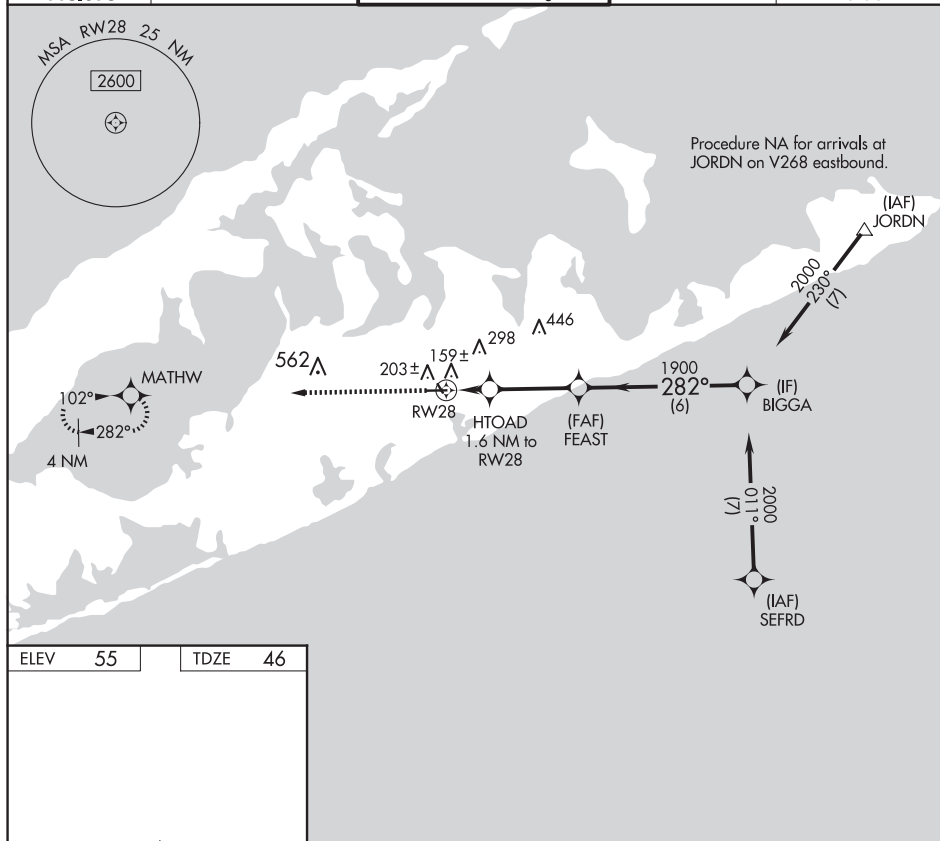 MSA RW28 25 NM
2600
Procedure NA for arrivals at
JORDN on V268 eastbound.
(IAF)
JORDN
2000
230°
(7)
446
298
159±
203±
562
MATHW
102°
282°
4 NM
RW28
HTOAD
1.6 NM to
RW28
(FAF)
FEAST
1900
282°
(6)
(IF)
BIGGA
2000
011°
(7)
(IAF)
SEFRD
ELEV 55
TDZE 46